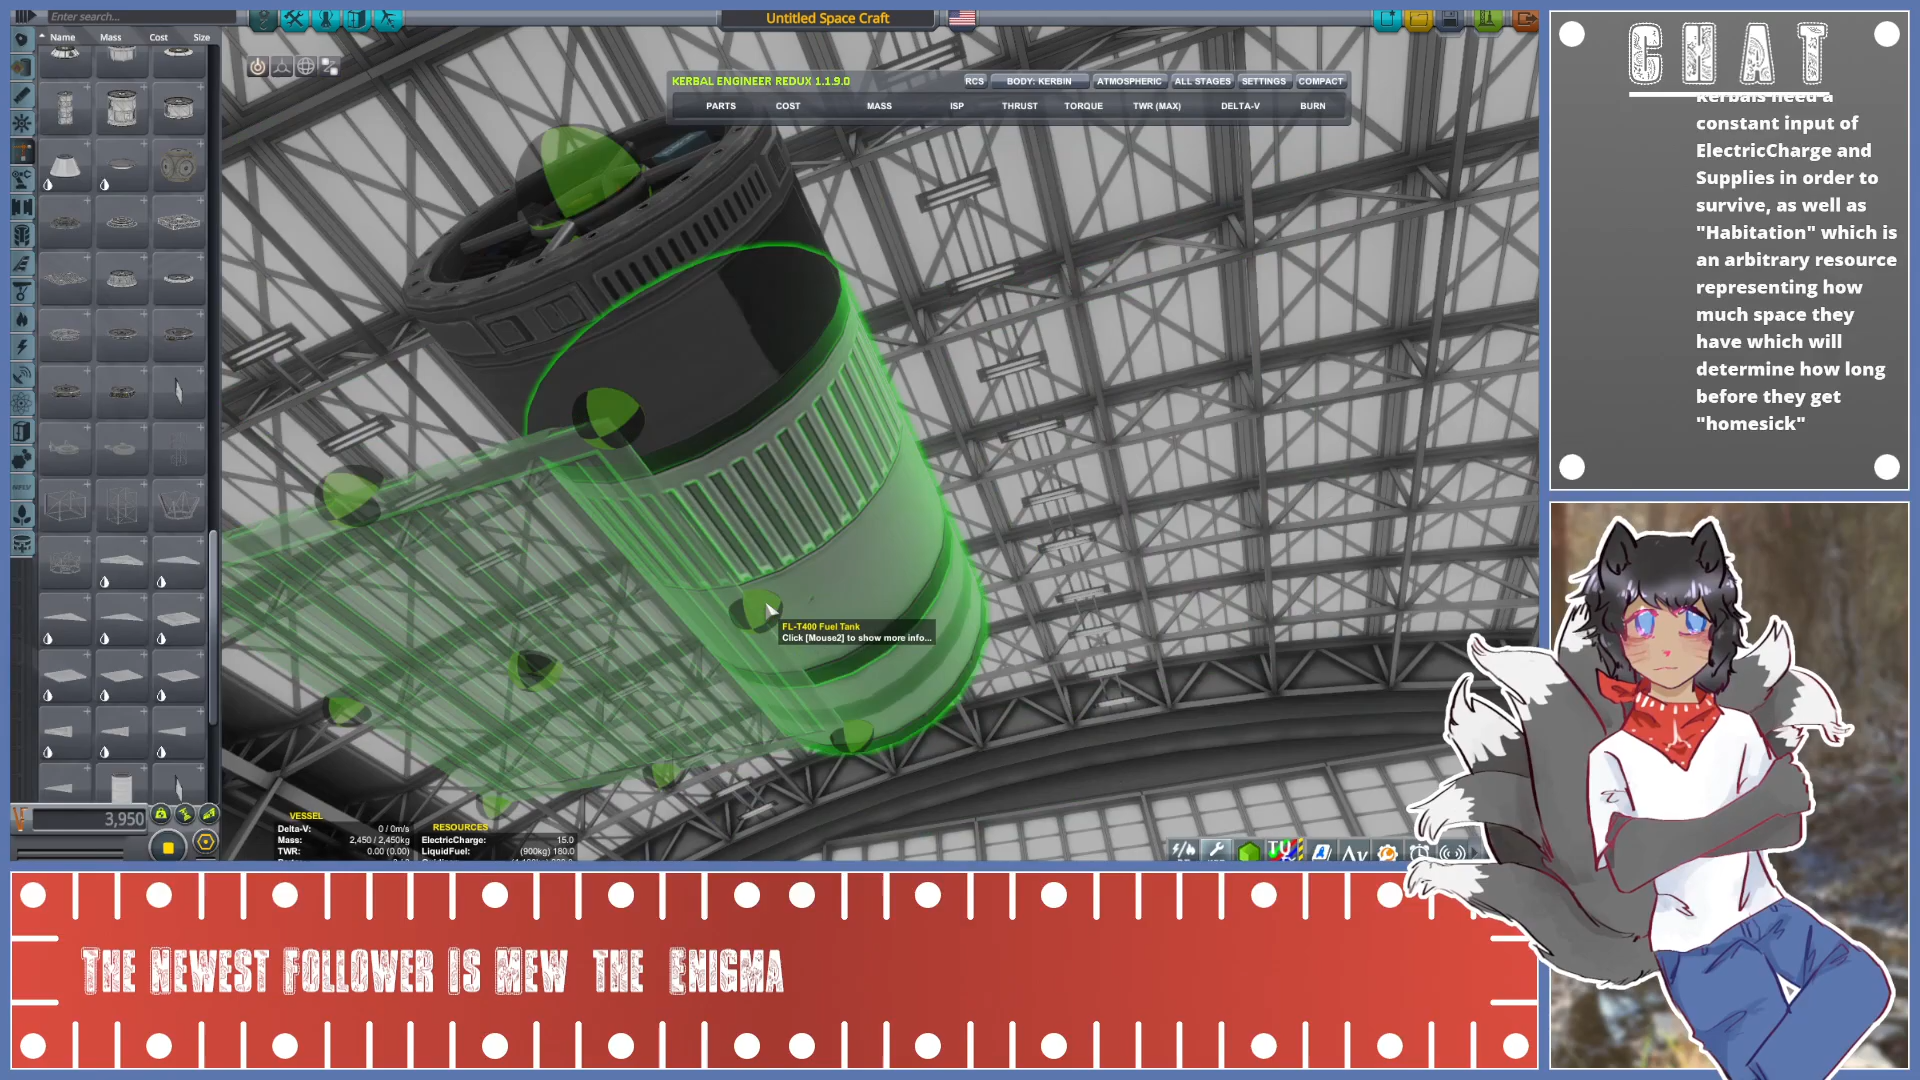 Enter search...
Untitled Space Craft
Name Mass Cost Size
KERBAL ENGINEER REDUX 1.1.9.0
RCS BODY: KERBIN ATMOSPHERIC ALL STAGES SETTINGS COMPACT
PARTS COST MASS ISP THRUST TORQUE TWR (MAX) DELTA-V BURN
FL-T400 Fuel Tank
Click [Mouse2] to show more info...
3,950
VESSEL
Delta-V: 0 / 0m/s
Mass: 2,450 / 2,450kg
TWR: 0.00 (0.00)
RESOURCES
ElectricCharge: 15.0
LiquidFuel: (900kg) 180.0
CHAT
Kerbals need a
constant input of
ElectricCharge and
Supplies in order to
survive, as well as
"Habitation" which is
an arbitrary resource
representing how
much space they
have which will
determine how long
before they get
"homesick"
The Newest Follower Is Mew the Enigma